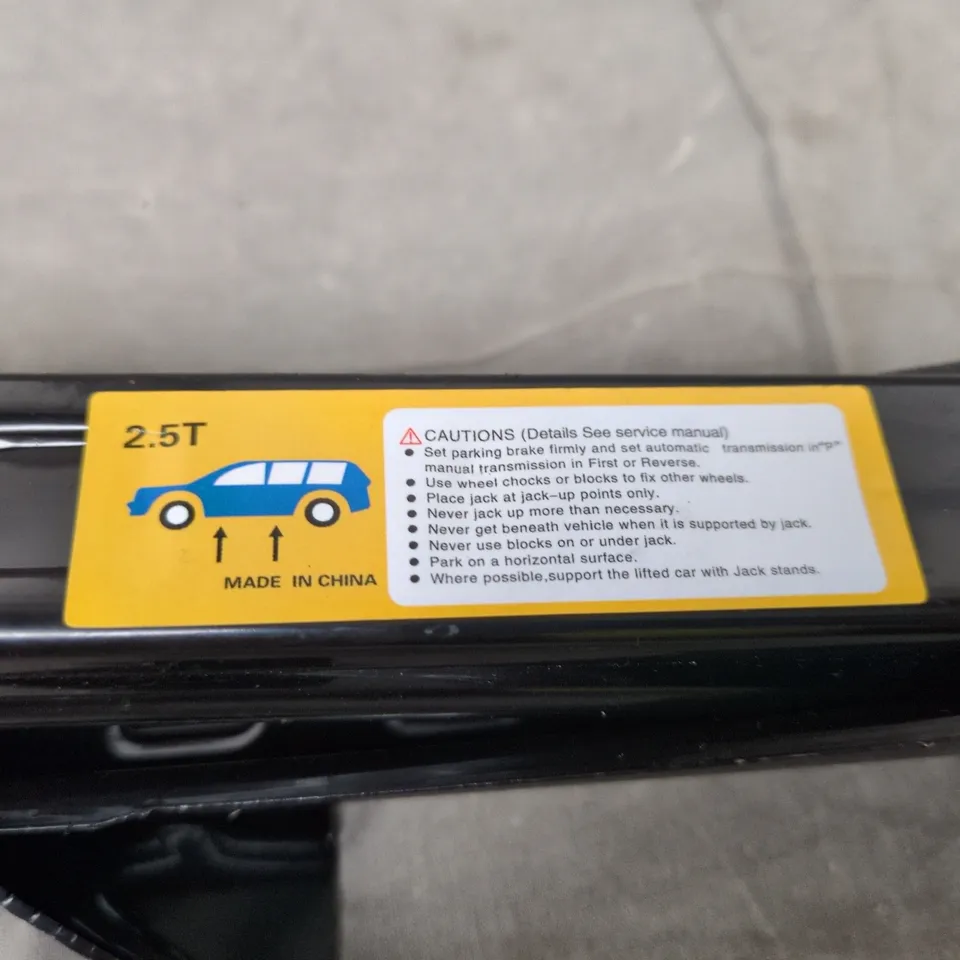 2.5T
MADE IN CHINA
CAUTIONS (Details See service manual)
● Set parking brake firmly and set automatic transmission in"P"
manual transmission in First or Reverse.
● Use wheel chocks or blocks to fix other wheels.
● Place jack at jack-up points only.
● Never jack up more than necessary.
● Never get beneath vehicle when it is supported by jack.
● Never use blocks on or under jack.
● Park on a horizontal surface.
● Where possible,support the lifted car with Jack stands.